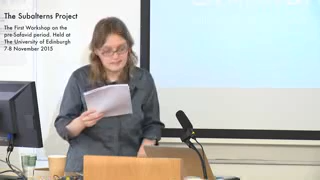 The Subalterns Project
The First Workshop on the
pre-Safavid period. Held at
The University of Edinburgh
7-8 November 2015